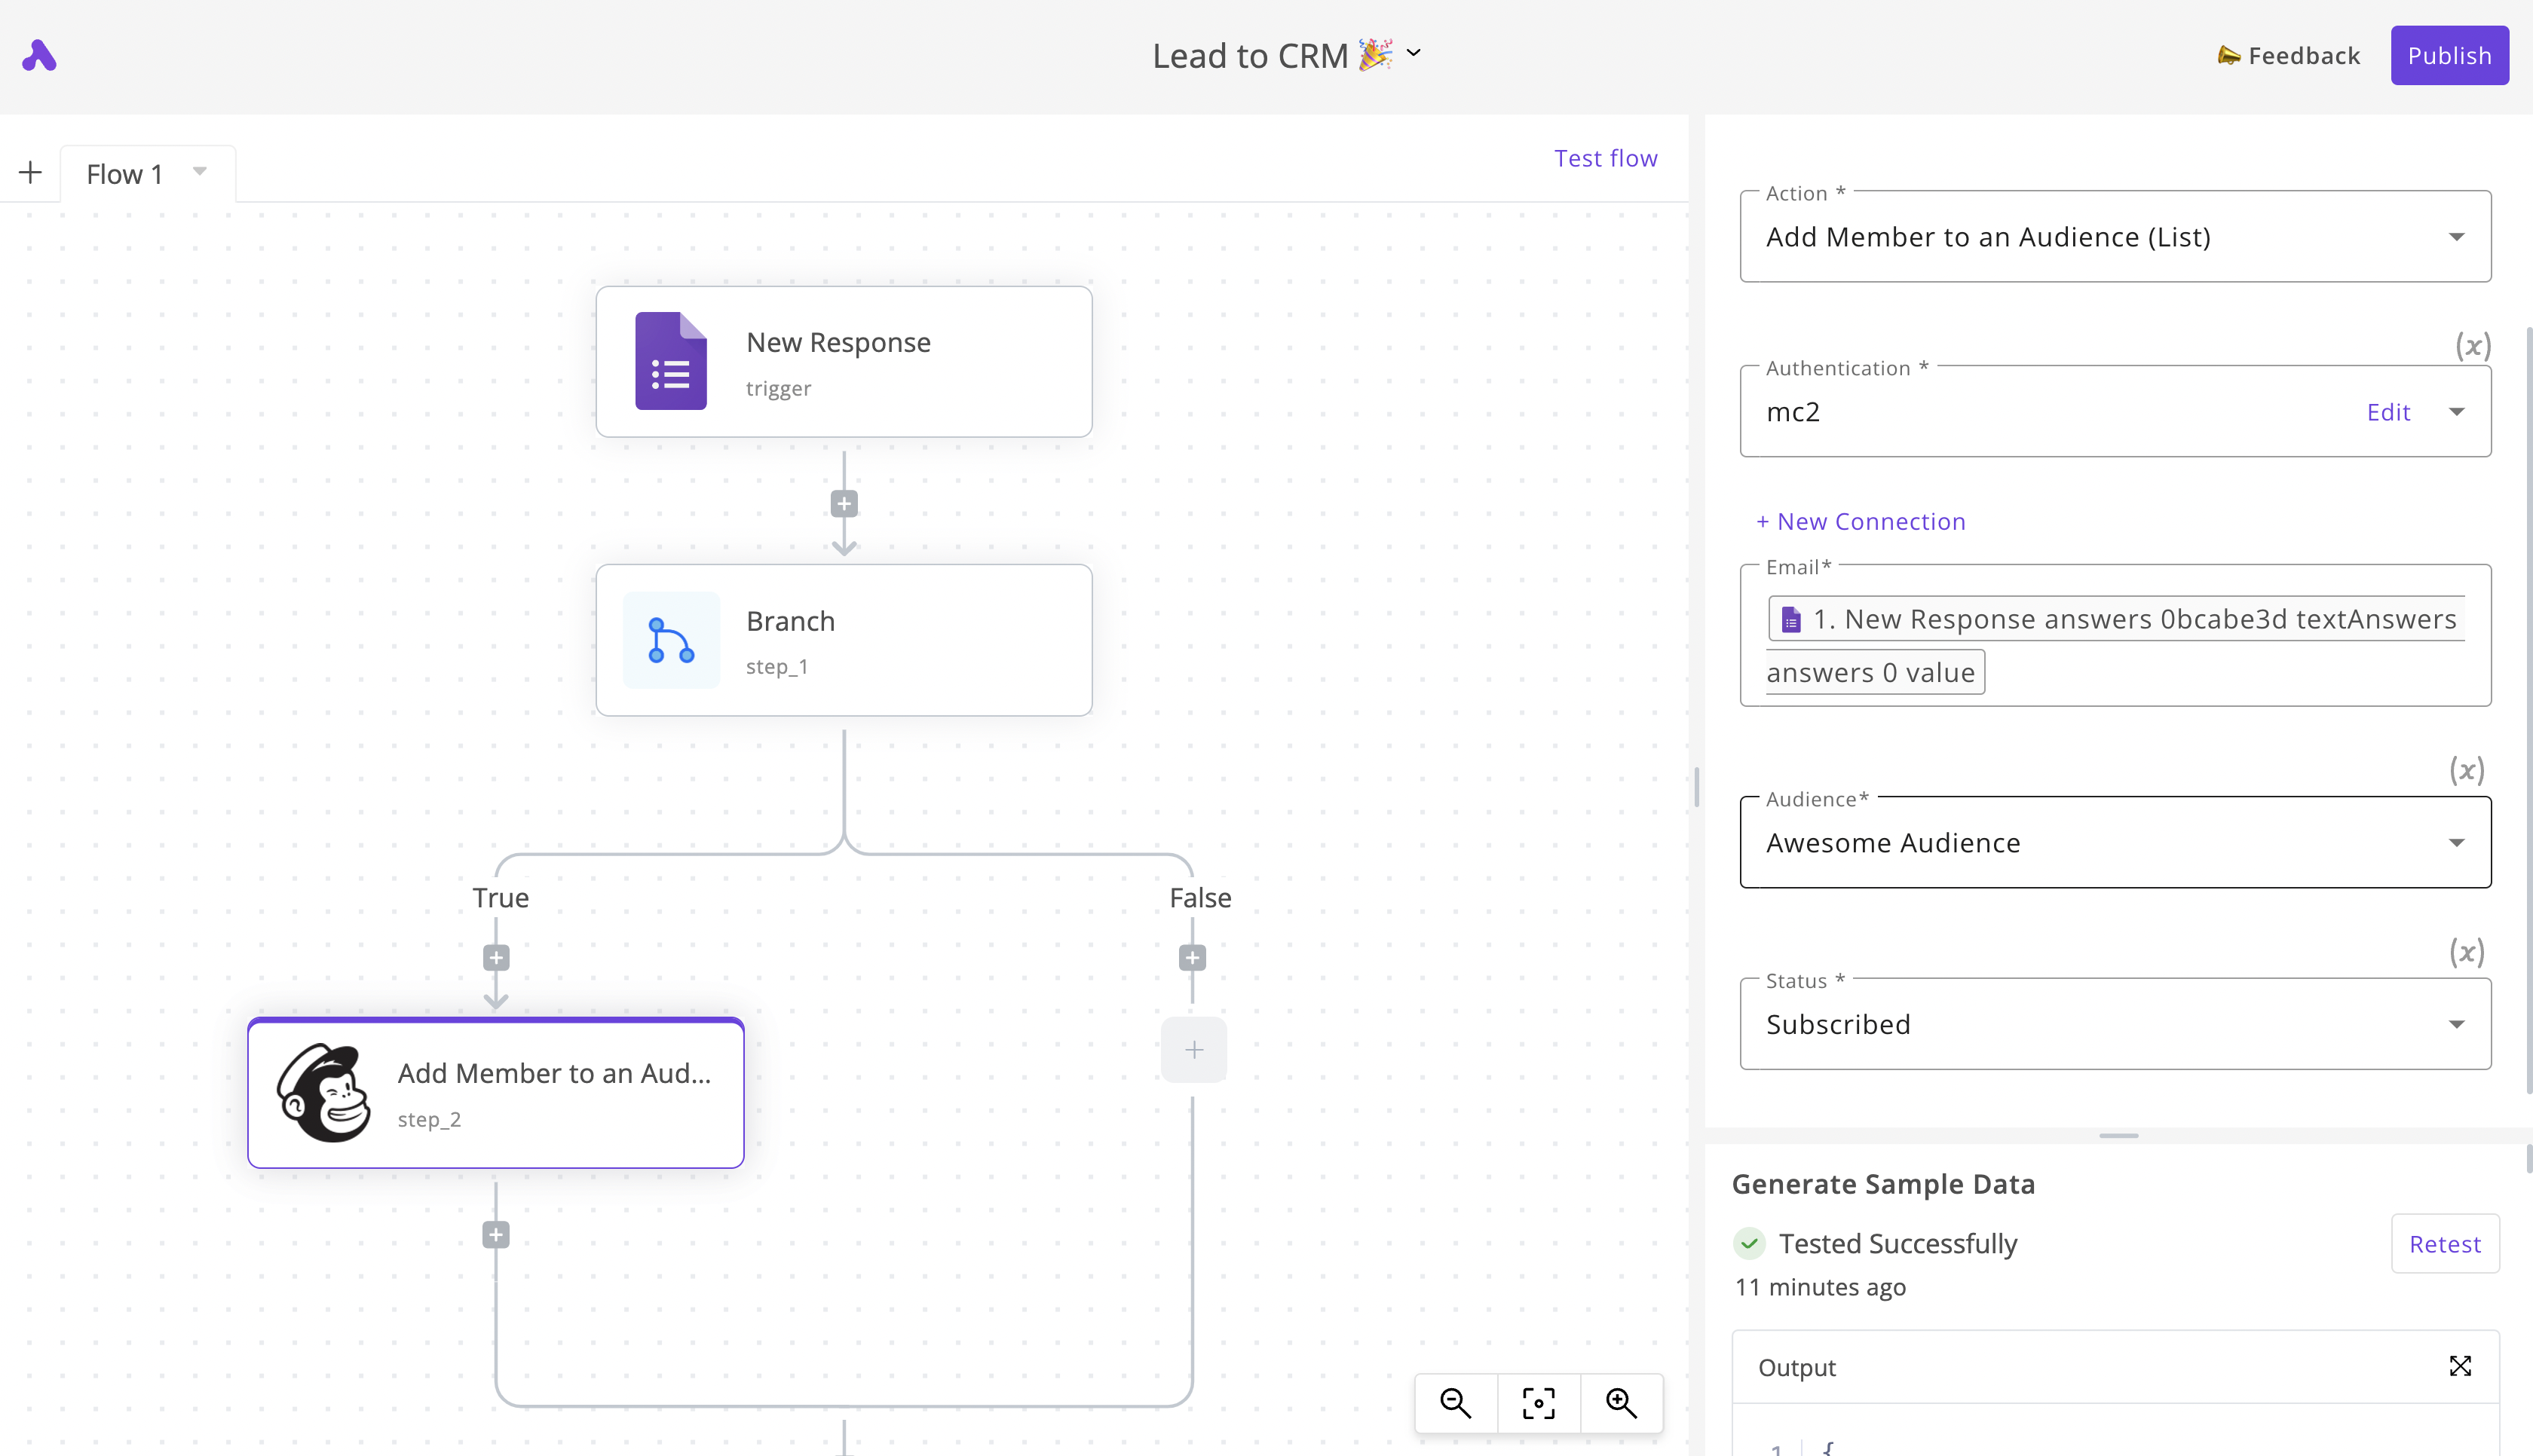 Lead to CRM 🎉
Feedback
Publish
Flow 1
Test flow
New Response
trigger
Branch
step_1
True
False
Add Member to an Aud...
step_2
Action *
Add Member to an Audience (List)
(x)
Authentication *
mc2
Edit
+ New Connection
Email*
1. New Response answers 0bcabe3d textAnswers
answers 0 value
(x)
Audience*
Awesome Audience
(x)
Status *
Subscribed
Generate Sample Data
Tested Successfully
Retest
11 minutes ago
Output
1 {